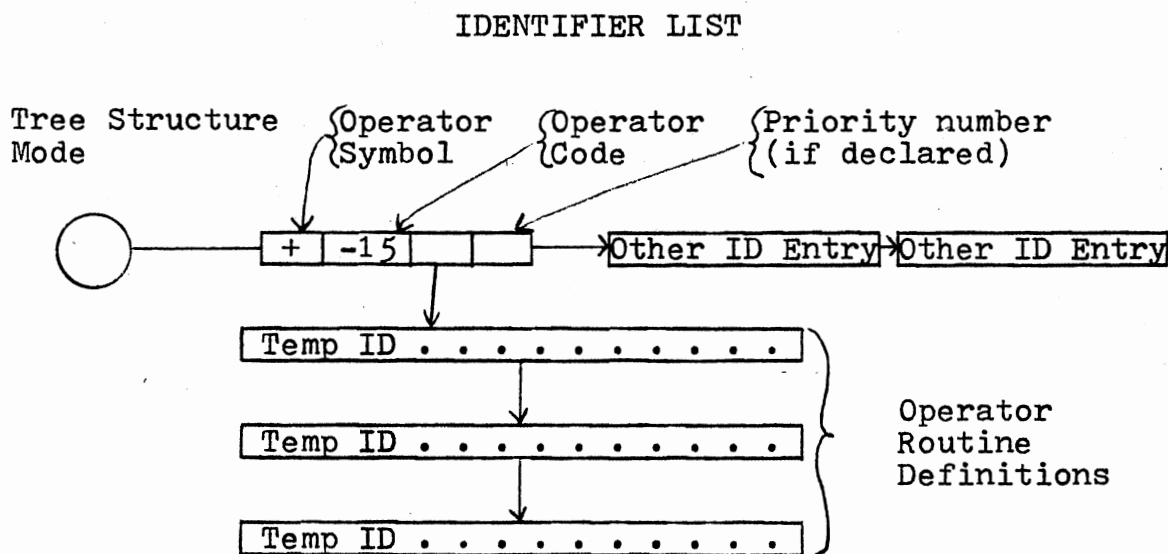 IDENTIFIER LIST
Tree Structure
Mode
Operator
Symbol
Operator
Code
Priority number
(if declared)
+ -15
Other ID Entry
Other ID Entry
Temp ID . . . . . . . . . . .
Temp ID . . . . . . . . . . .
Temp ID . . . . . . . . . . .
Operator
Routine
Definitions